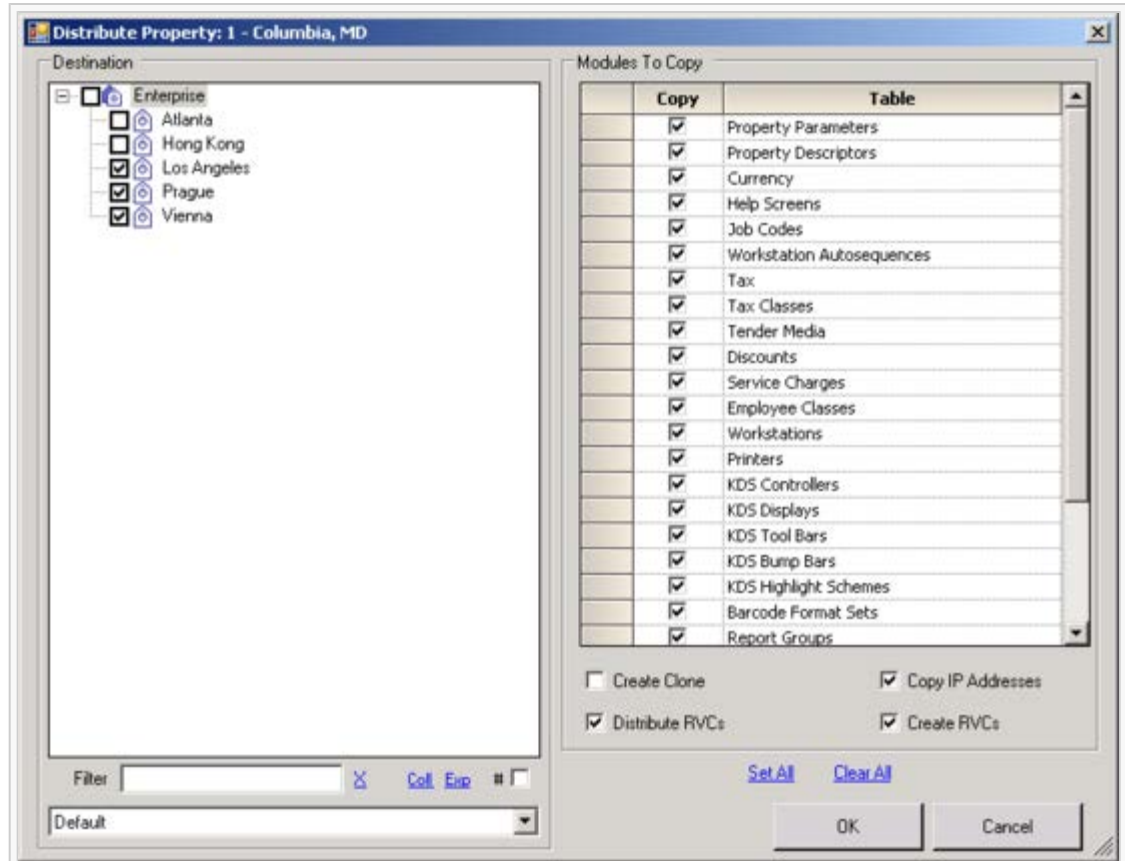 Distribute Property: 1 - Columbia, MD
Destination
Enterprise
Atlanta
Hong Kong
Los Angeles
Prague
Vienna
Filter
X
Coll Exp #
Default
Modules To Copy
Copy Table
Property Parameters
Property Descriptors
Currency
Help Screens
Job Codes
Workstation Autosequences
Tax
Tax Classes
Tender Media
Discounts
Service Charges
Employee Classes
Workstations
Printers
KDS Controllers
KDS Displays
KDS Tool Bars
KDS Bump Bars
KDS Highlight Schemes
Barcode Format Sets
Report Groups
Create Clone Copy IP Addresses
Distribute RVCs Create RVCs
Set All Clear All
OK Cancel